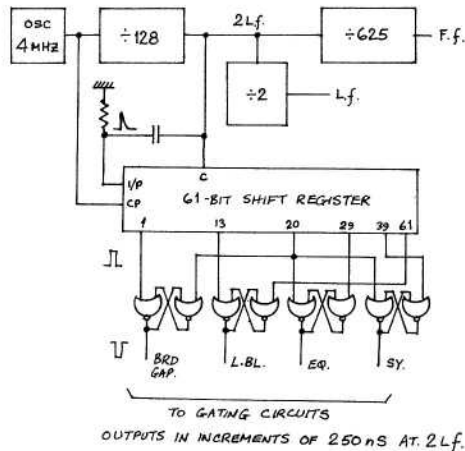 OSC
4MHZ
÷128
2Lf.
÷625
F.f.
÷2
L.f.
C
I/P
CP
61-BIT SHIFT REGISTER
1 13 20 29 39 61
BRD GAP.
L.BL.
EQ.
SY.
TO GATING CIRCUITS
OUTPUTS IN INCREMENTS OF 250nS AT. 2Lf.